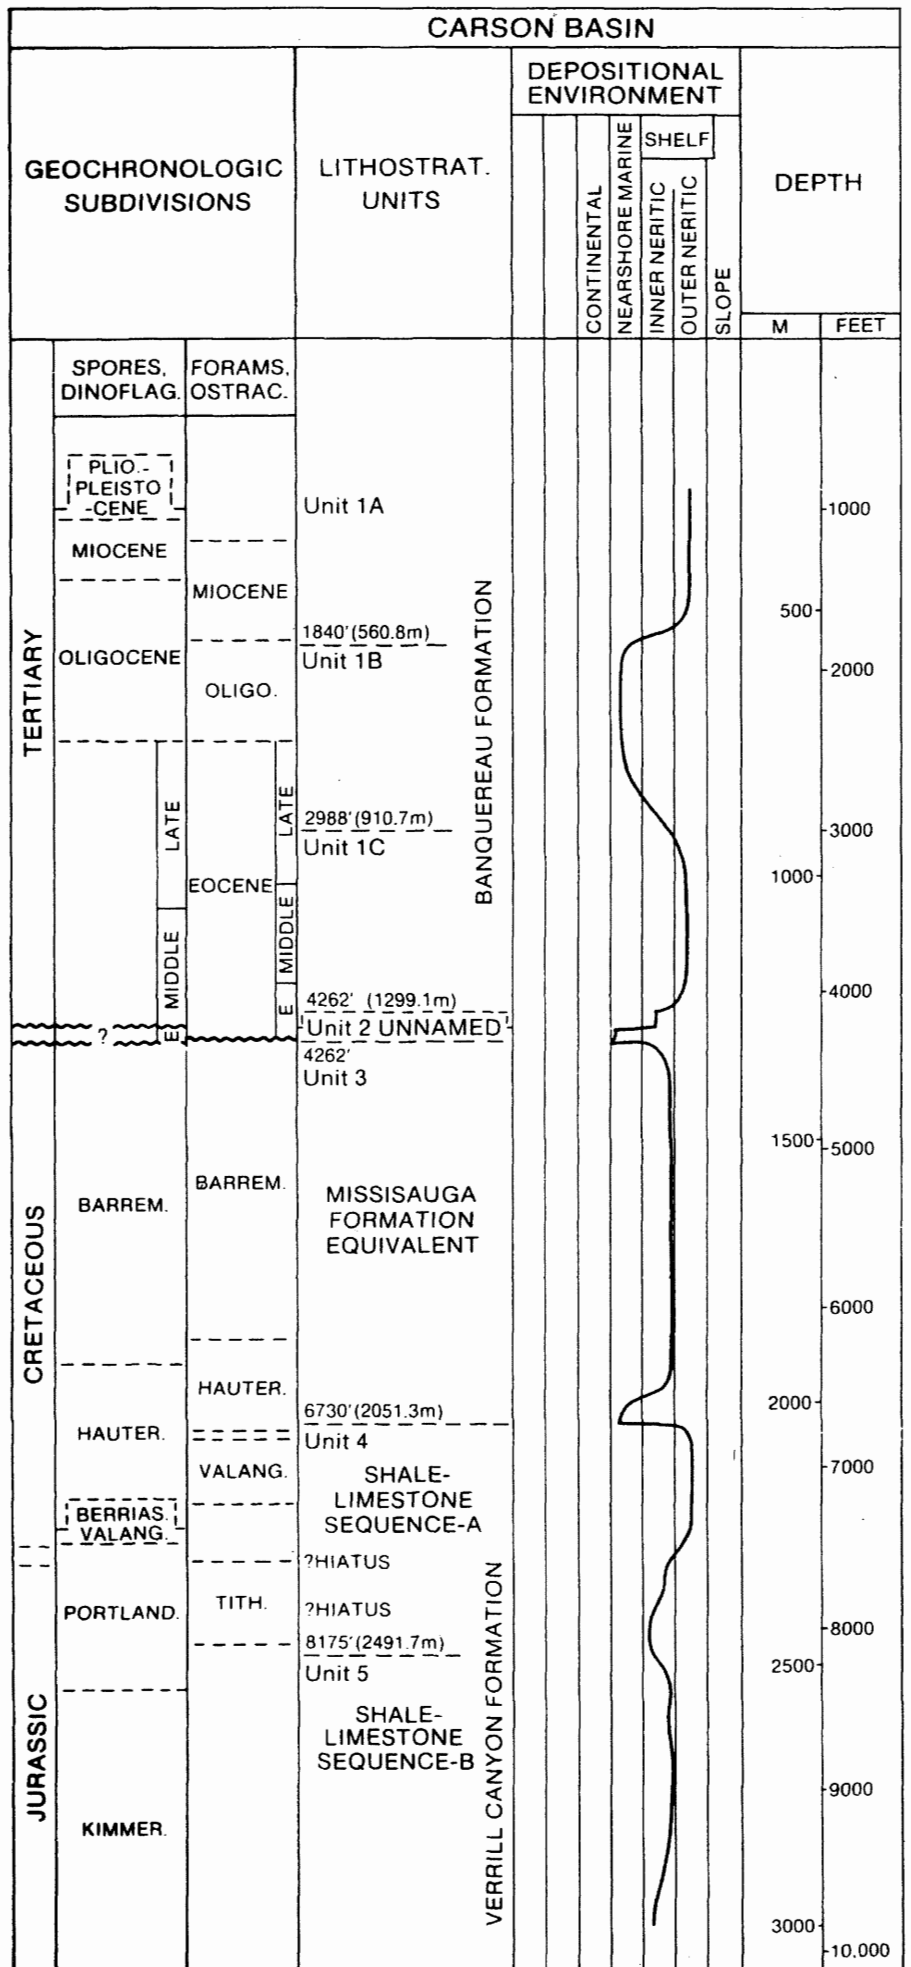 CARSON BASIN
GEOCHRONOLOGIC
SUBDIVISIONS
LITHOSTRAT.
UNITS
DEPOSITIONAL
ENVIRONMENT
CONTINENTAL
NEARSHORE MARINE
SHELF
INNER NERITIC
OUTER NERITIC
SLOPE
DEPTH
M
FEET
SPORES,
DINOFLAG.
FORAMS,
OSTRAC.
TERTIARY
PLIO.-
PLEISTO
-CENE
MIOCENE
OLIGOCENE
LATE
MIDDLE
E
?
MIOCENE
OLIGO.
EOCENE
LATE
MIDDLE
E
Unit 1A
1840'(560.8m)
Unit 1B
2988'(910.7m)
Unit 1C
4262' (1299.1m)
Unit 2 UNNAMED
4262'
Unit 3
BANQUEREAU FORMATION
CRETACEOUS
BARREM.
HAUTER.
BERRIAS.
VALANG.
BARREM.
HAUTER.
VALANG.
MISSISAUGA
FORMATION
EQUIVALENT
6730'(2051.3m)
Unit 4
SHALE-
LIMESTONE
SEQUENCE-A
?HIATUS
?HIATUS
JURASSIC
PORTLAND.
KIMMER.
TITH.
8175'(2491.7m)
Unit 5
SHALE-
LIMESTONE
SEQUENCE-B
VERRILL CANYON FORMATION
500
1000
1500
2000
2500
3000
1000
2000
3000
4000
5000
6000
7000
8000
9000
10,000